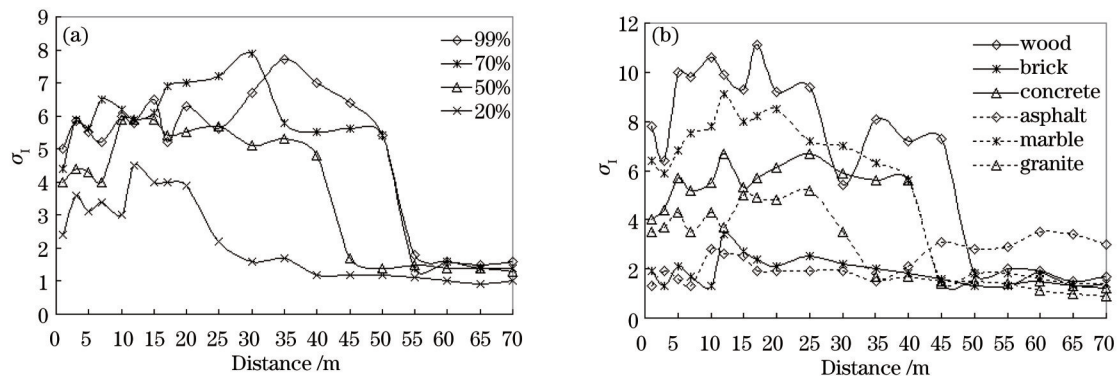 (a)
9
8
7
6
5
4
3
2
1
0
σI
99%
70%
50%
20%
0 5 10 15 20 25 30 35 40 45 50 55 60 65 70
Distance /m
(b)
12
10
8
6
4
2
0
σI
wood
brick
concrete
asphalt
marble
granite
0 5 10 15 20 25 30 35 40 45 50 55 60 65 70
Distance /m